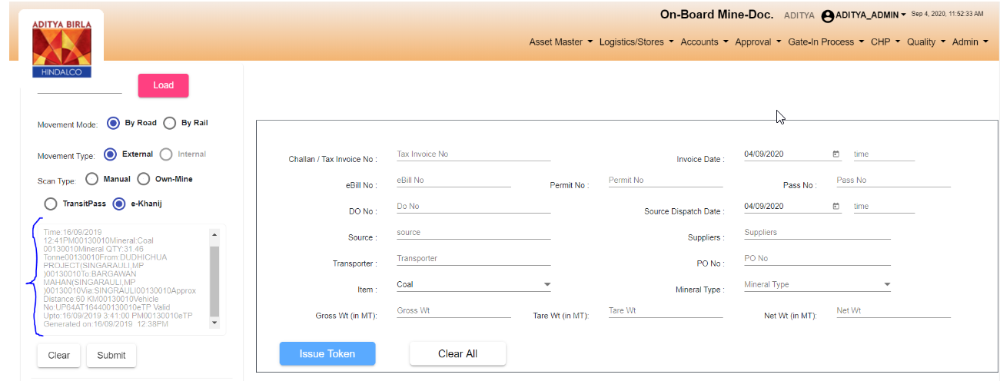 On-Board Mine-Doc. ADITYA ADITYA_ADMIN Sep 4, 2020, 11:52:33 AM
ADITYA BIRLA
HINDALCO
Asset Master Logistics/Stores Accounts Approval Gate-In Process CHP Quality Admin
Load
Movement Mode: By Road By Rail
Movement Type: External Internal
Scan Type: Manual Own-Mine
TransitPass e-Khanij
Time:16/09/2019
12:41PM00130010Mineral:Coal
00130010Mineral QTY:31.46
Tonne00130010From:DUDHICHUA
PROJECT(SINGARAULI,MP
)00130010To:BARGAWAN
MAHAN(SINGARAULI,MP
)00130010Via:SINGRAULI00130010Approx
Distance:60 KM00130010Vehicle
No:UP64AT164400130010eTP Valid
Upto:16/09/2019 3:41:00 PM00130010eTP
Generated on:16/09/2019 12:38PM
Clear Submit
Challan / Tax Invoice No : Tax Invoice No Invoice Date : 04/09/2020 time
eBill No : eBill No Permit No : Permit No Pass No : Pass No
DO No : Do No Source Dispatch Date : 04/09/2020 time
Source : source Suppliers : Suppliers
Transporter : Transporter PO No : PO No
Item : Coal Mineral Type : Mineral Type
Gross Wt (in MT): Gross Wt Tare Wt (in MT): Tare Wt Net Wt (in MT): Net Wt
Issue Token Clear All